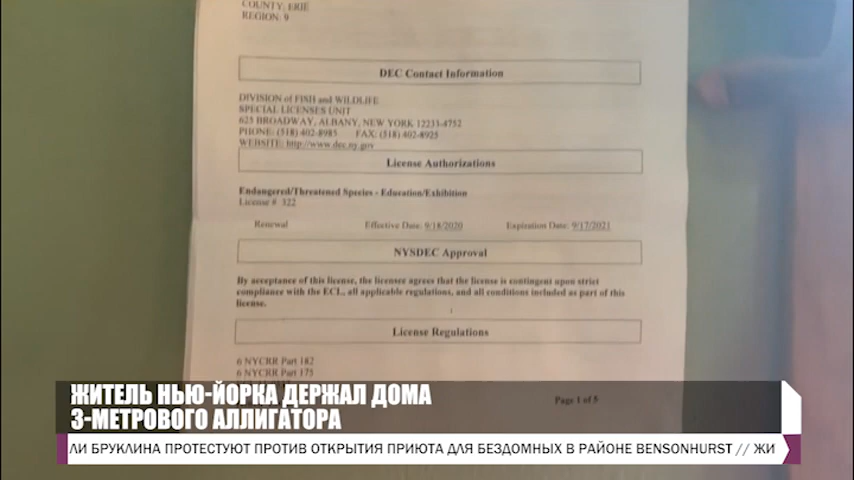 COUNTY: ERIE
REGION: 9
DEC Contact Information
DIVISION of FISH and WILDLIFE
SPECIAL LICENSES UNIT
625 BROADWAY, ALBANY, NEW YORK 12233-4752
PHONE: (518) 402-8985 FAX: (518) 402-8925
WEBSITE: http://www.dec.ny.gov
License Authorizations
Endangered/Threatened Species - Education/Exhibition
License # 322
Renewal Effective Date: 9/18/2020 Expiration Date: 9/17/2021
NYSDEC Approval
By acceptance of this license, the licensee agrees that the license is contingent upon strict
compliance with the ECL, all applicable regulations, and all conditions included as part of this
license.
License Regulations
6 NYCRR Part 182
6 NYCRR Part 175
Page 1 of 5
ЖИТЕЛЬ НЬЮ-ЙОРКА ДЕРЖАЛ ДОМА
3-МЕТРОВОГО АЛЛИГАТОРА
ЛИ БРУКЛИНА ПРОТЕСТУЮТ ПРОТИВ ОТКРЫТИЯ ПРИЮТА ДЛЯ БЕЗДОМНЫХ В РАЙОНЕ BENSONHURST // ЖИ